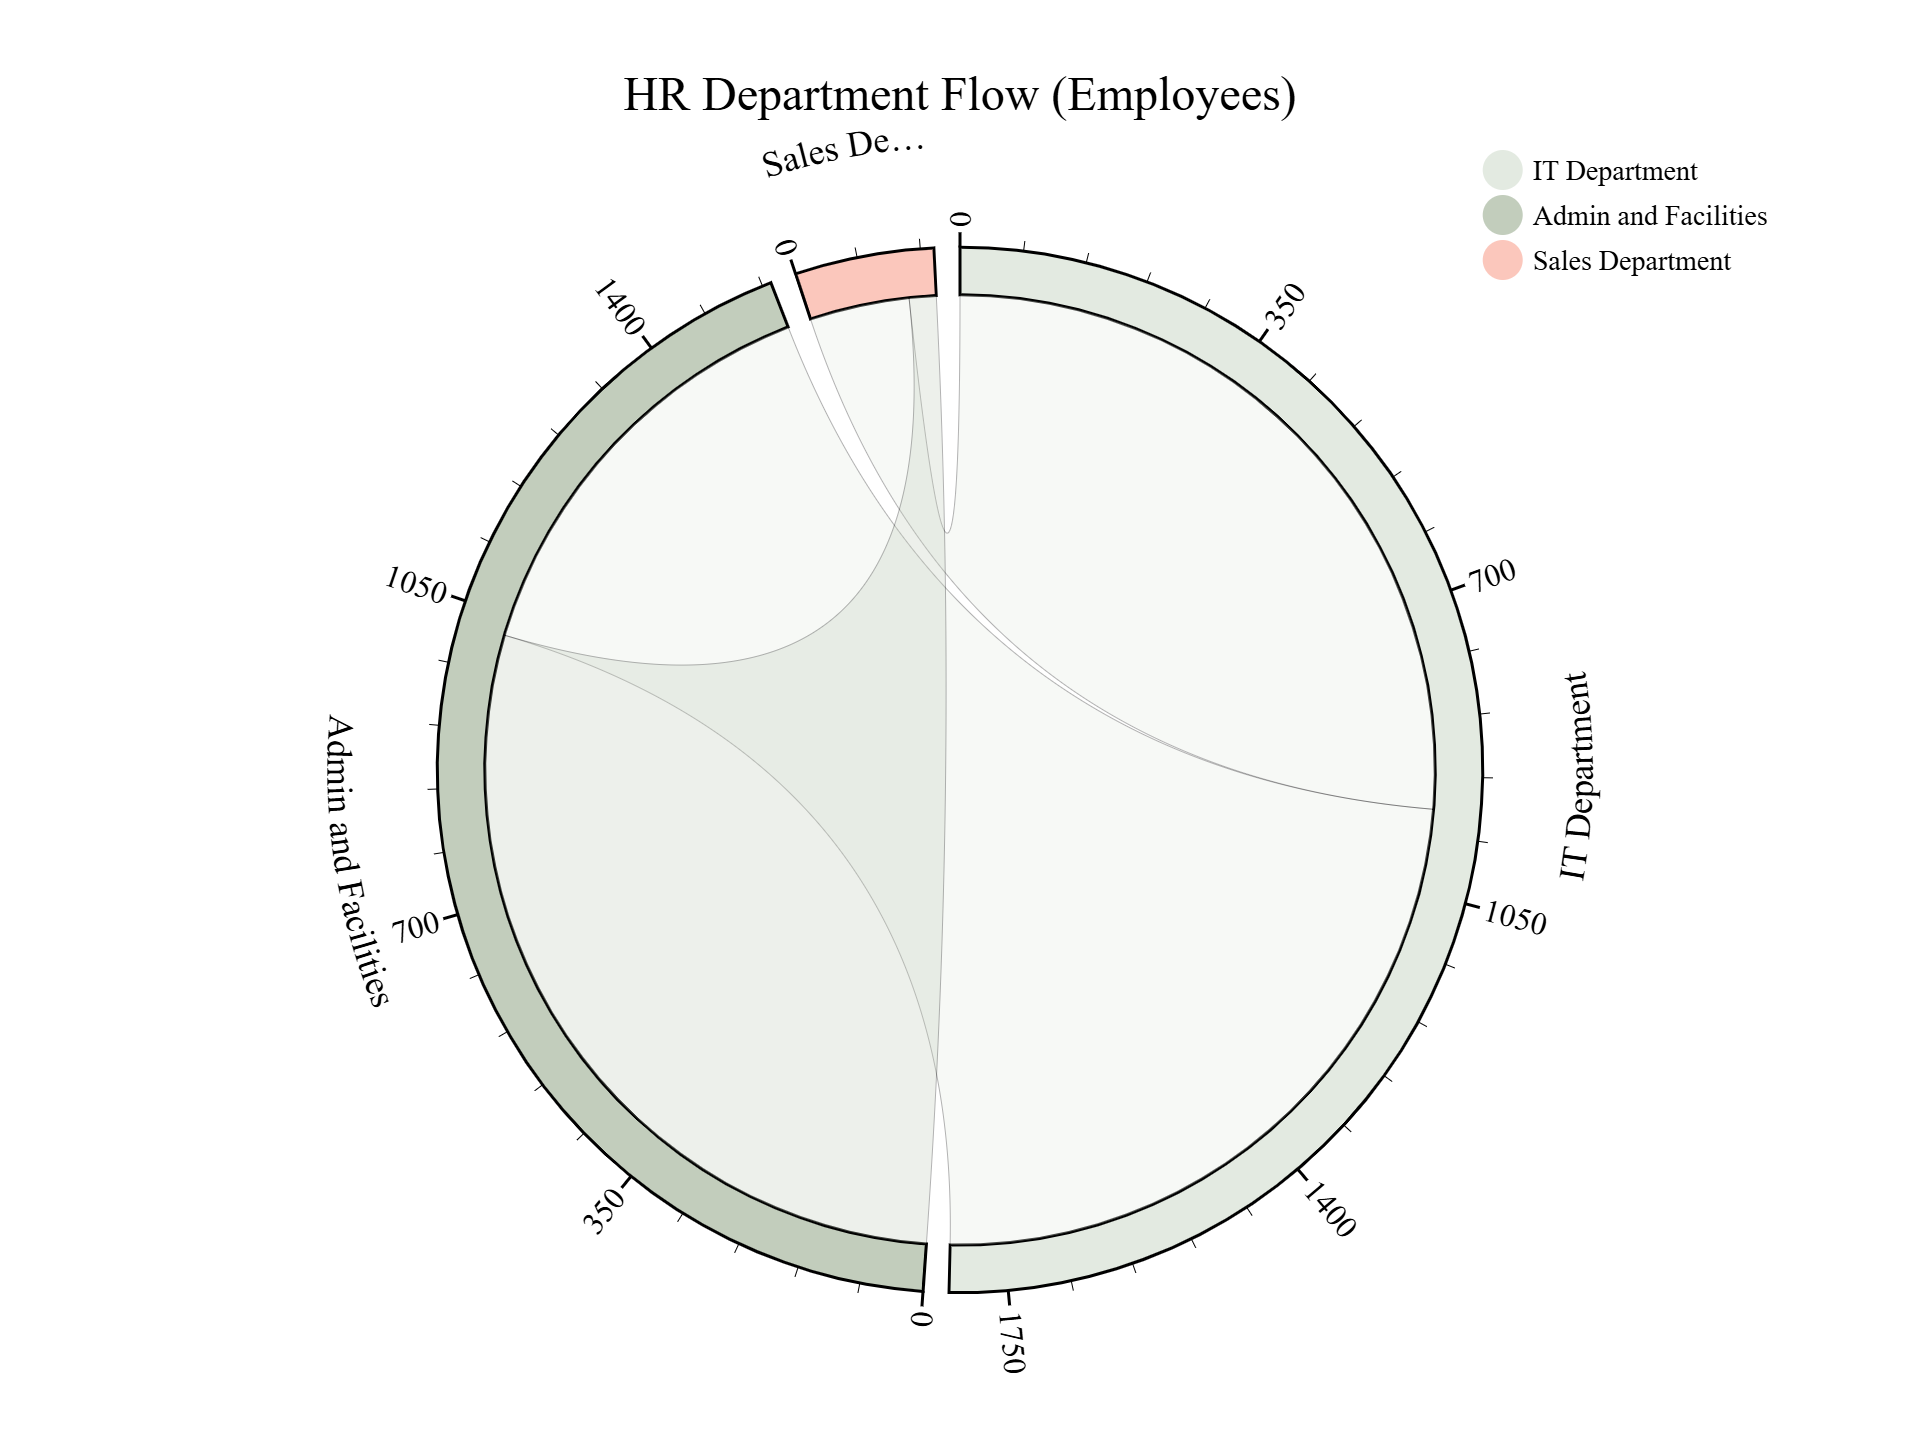 HR Department Flow (Employees)
IT Department
Admin and Facilities
Sales Department
Sales De…
0
350
700
IT Department
1050
1400
1750
0
350
700
Admin and Facilities
1050
1400
0